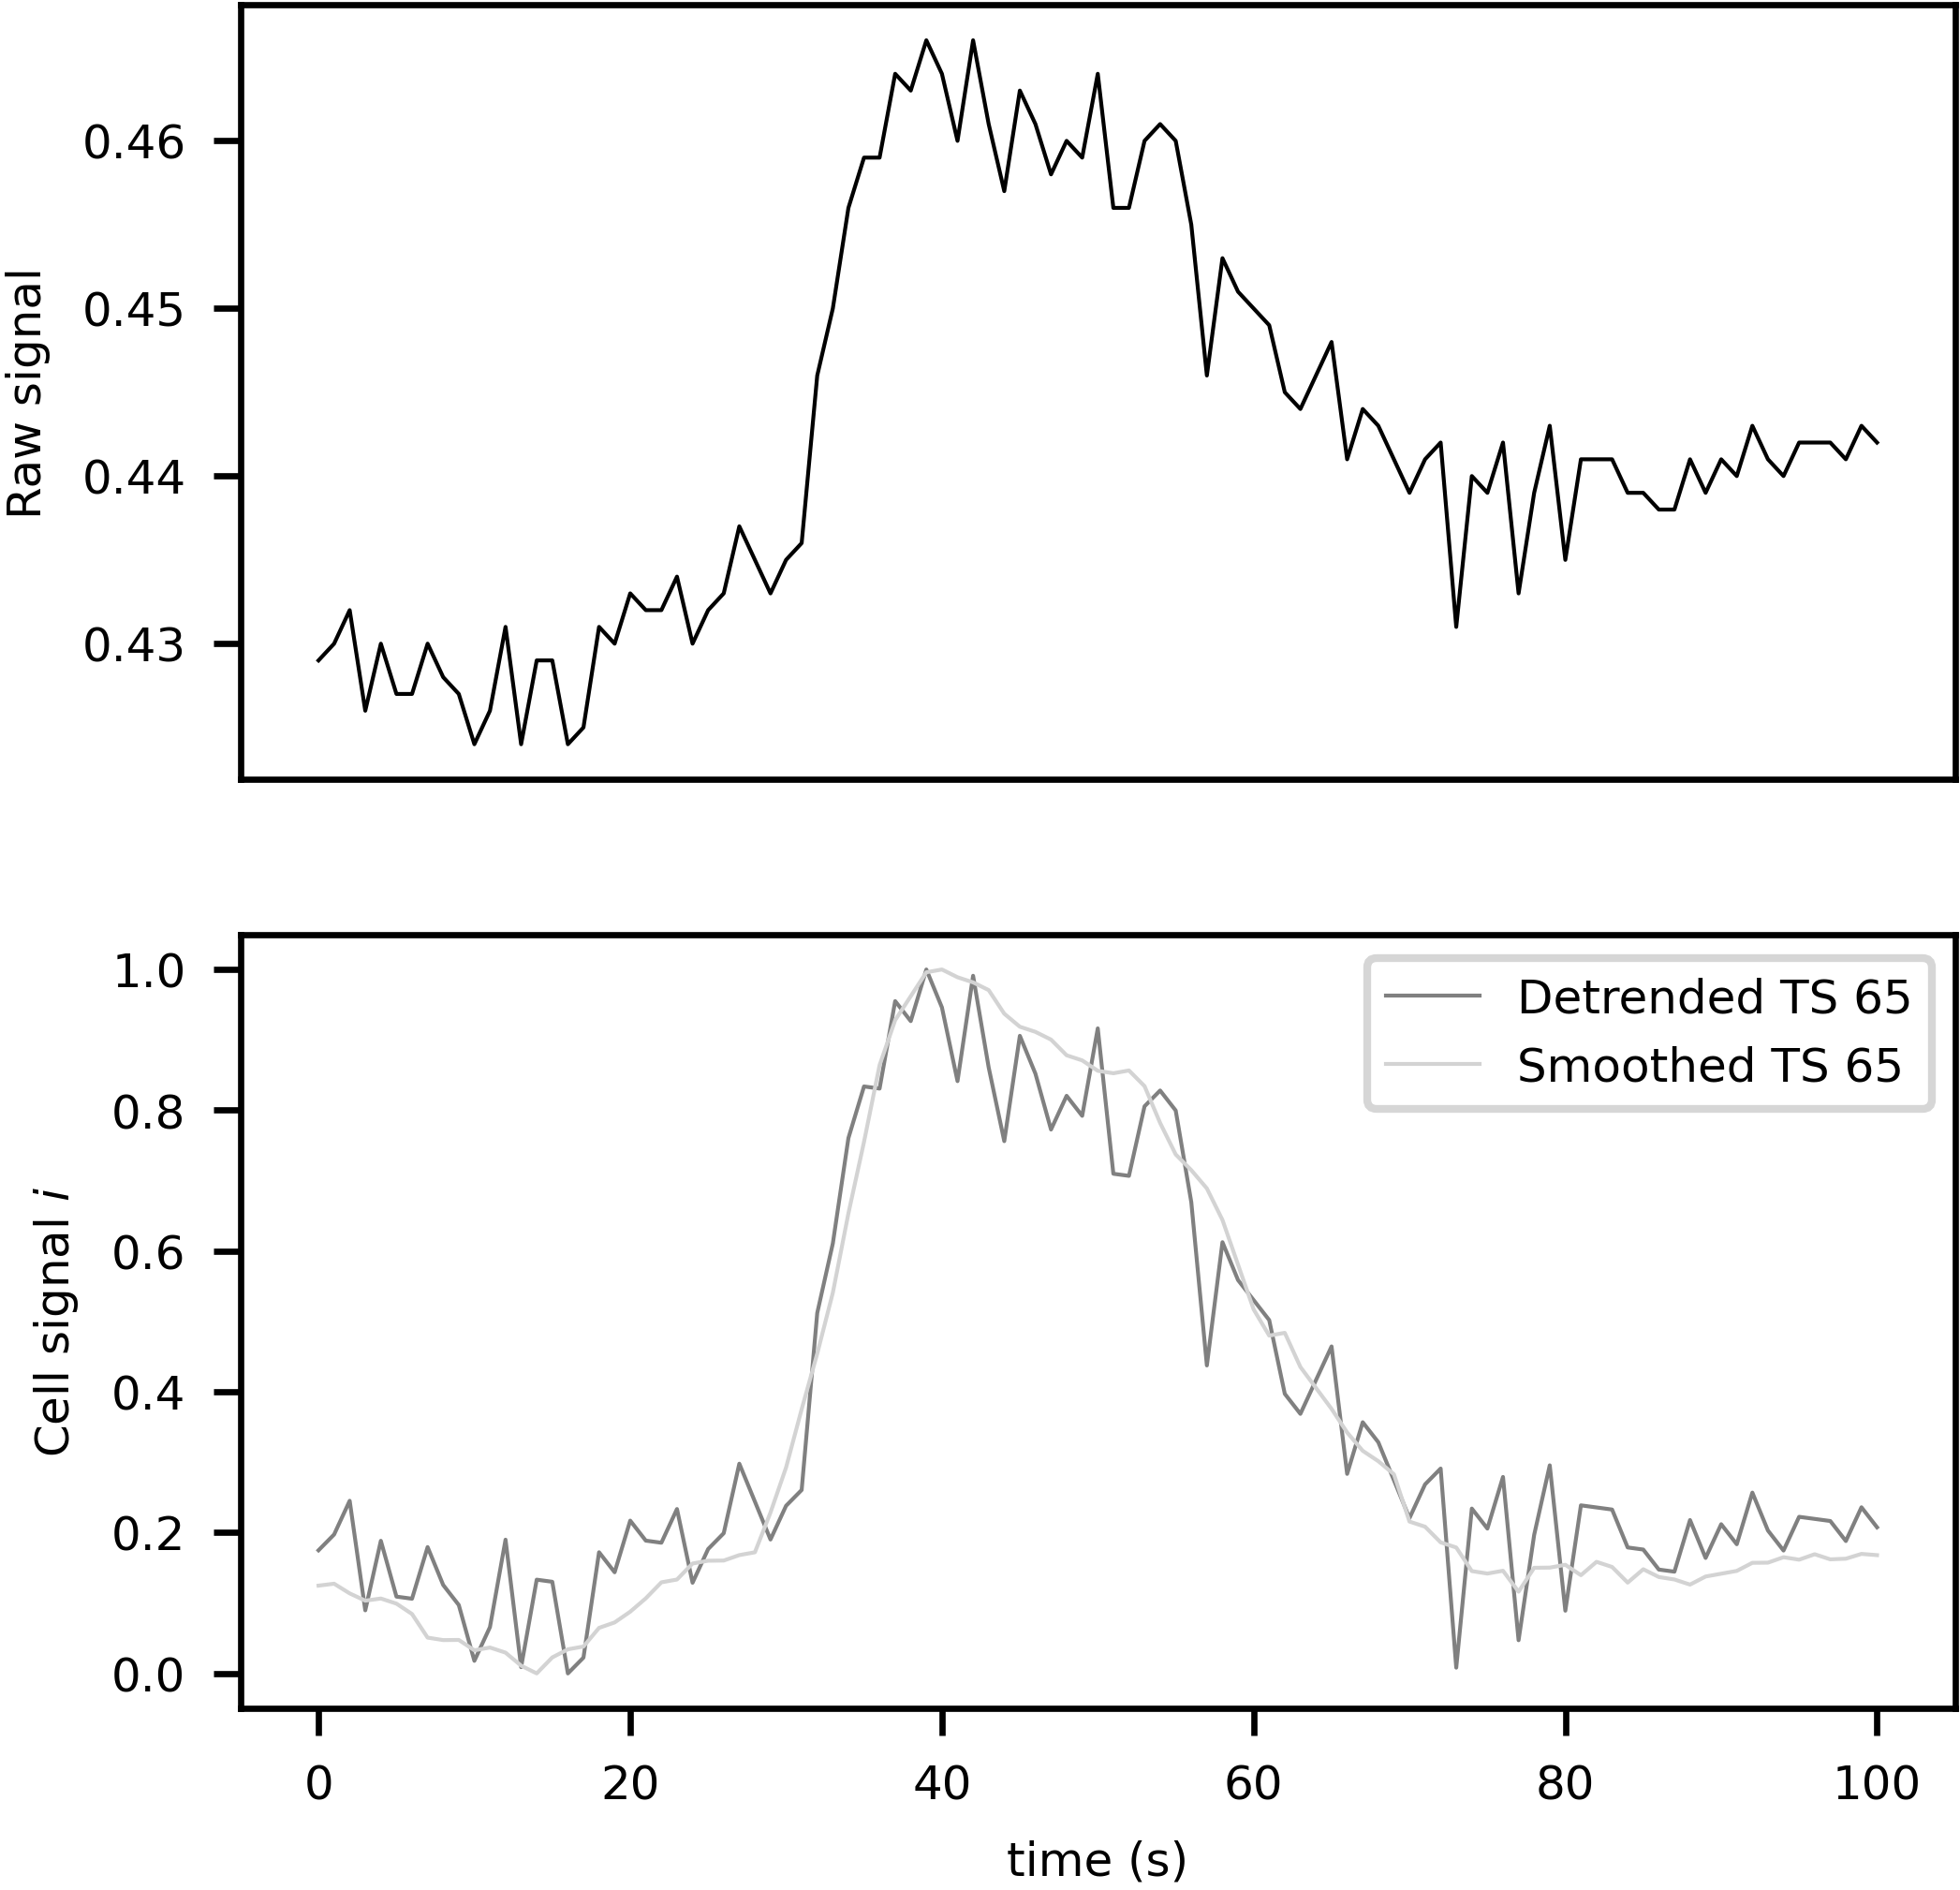 Raw signal
0.46
0.45
0.44
0.43
Cell signal i
1.0
0.8
0.6
0.4
0.2
0.0
Detrended TS 65
Smoothed TS 65
0 20 40 60 80 100
time (s)